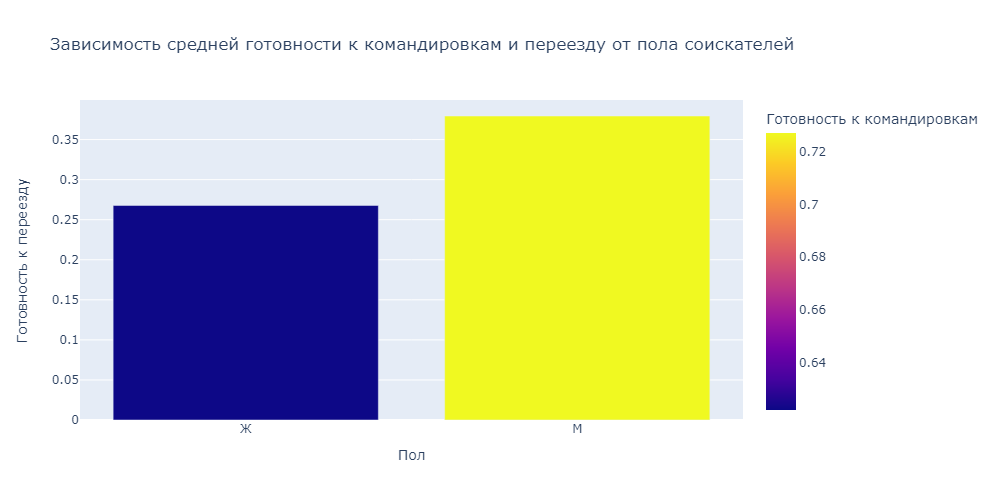 Зависимость средней готовности к командировкам и переезду от пола соискателей
Готовность к командировкам
0.72
0.7
0.68
0.66
0.64
Готовность к переезду
0.35
0.3
0.25
0.2
0.15
0.1
0.05
0
Ж
М
Пол